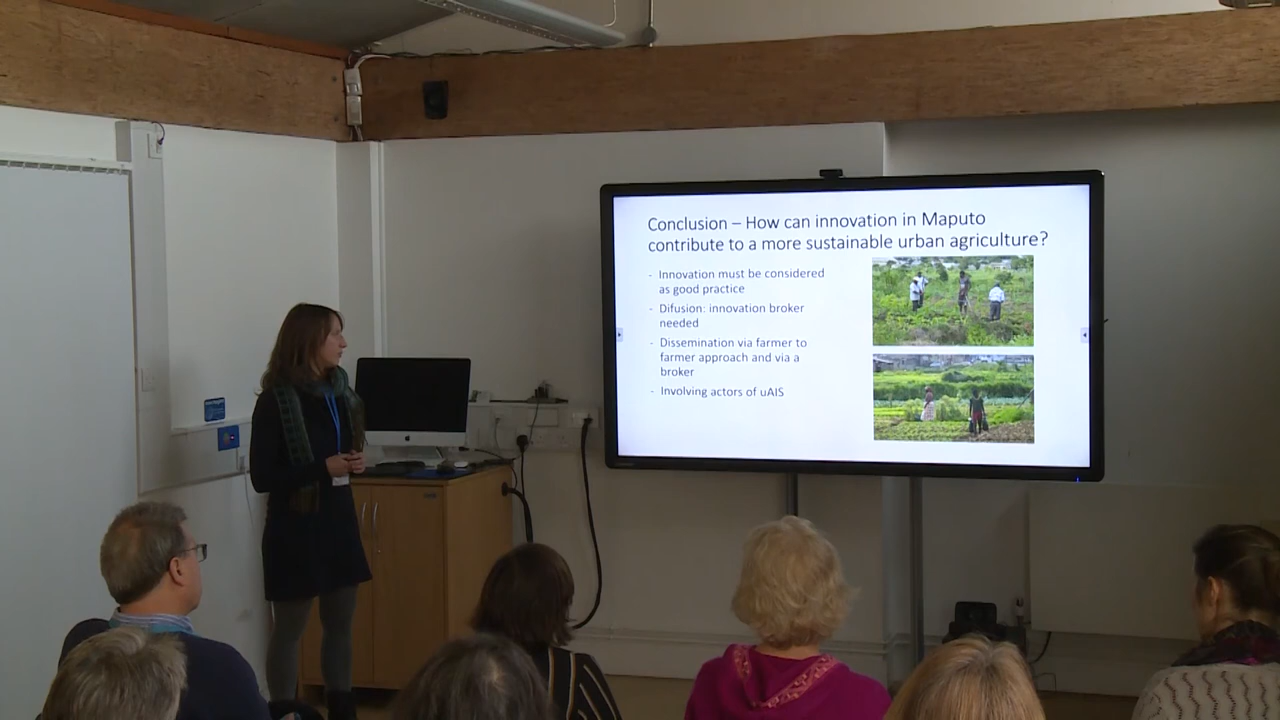 Conclusion – How can innovation in Maputo
contribute to a more sustainable urban agriculture?
- Innovation must be considered
as good practice
- Difusion: innovation broker
needed
- Dissemination via farmer to
farmer approach and via a
broker
- Involving actors of uAIS